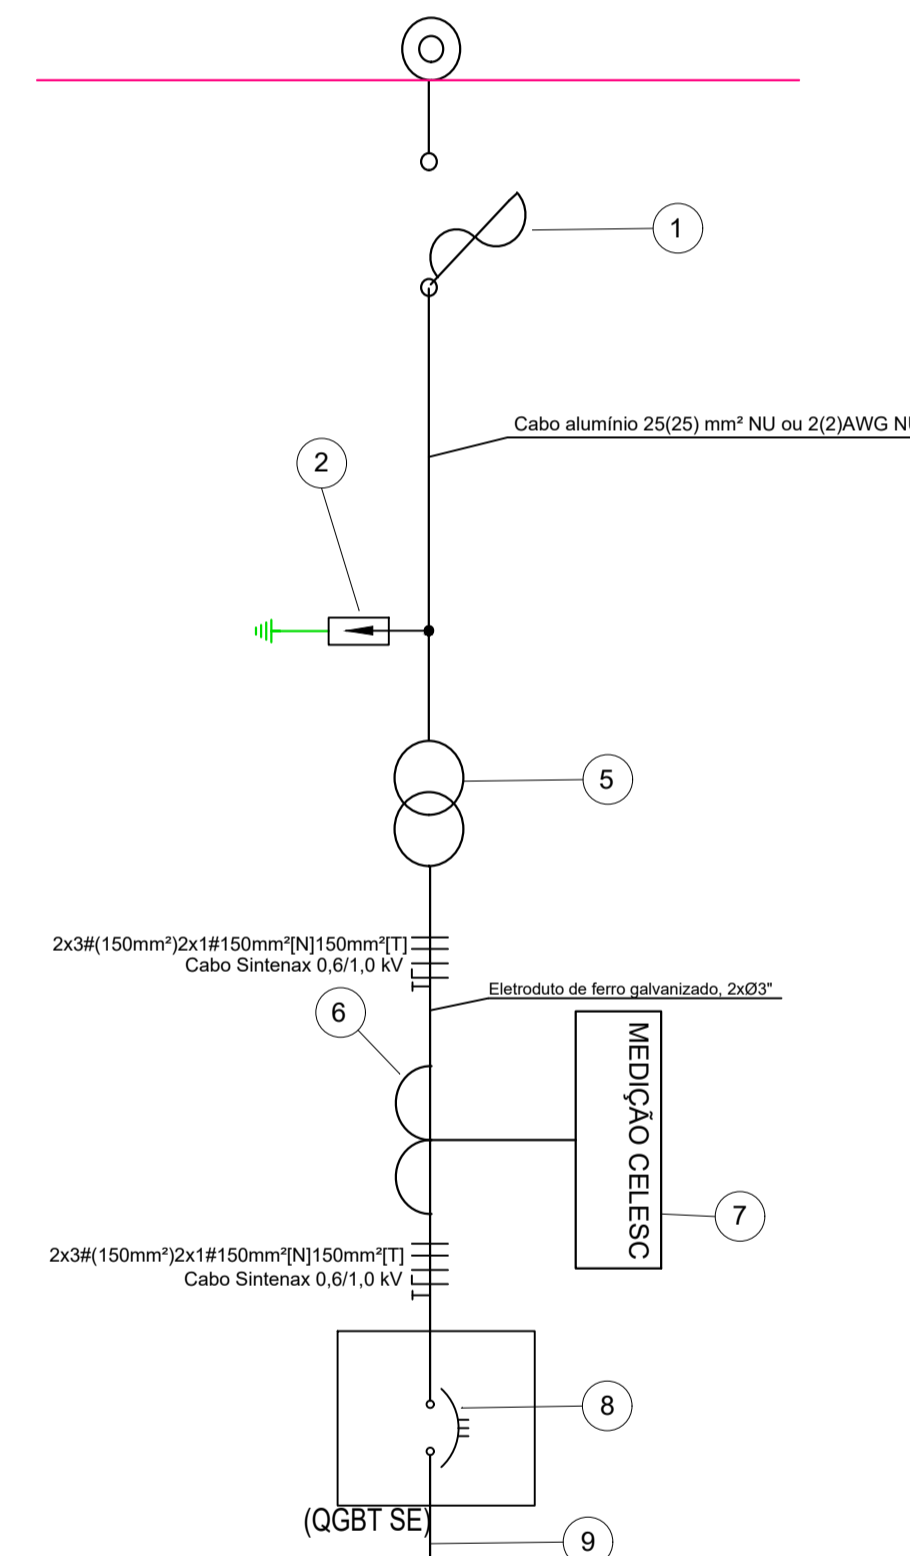 1
Cabo alumínio 25(25) mm² NU ou 2(2)AWG
2
5
2x3#(150mm²)2x1#150mm²[N]150mm²[T]
Cabo Sintenax 0,6/1,0 kV
Eletroduto de ferro galvanizado, 2xØ3"
6
MEDIÇÃO CELESC
7
2x3#(150mm²)2x1#150mm²[N]150mm²[T]
Cabo Sintenax 0,6/1,0 kV
8
(QGBT SE)
9